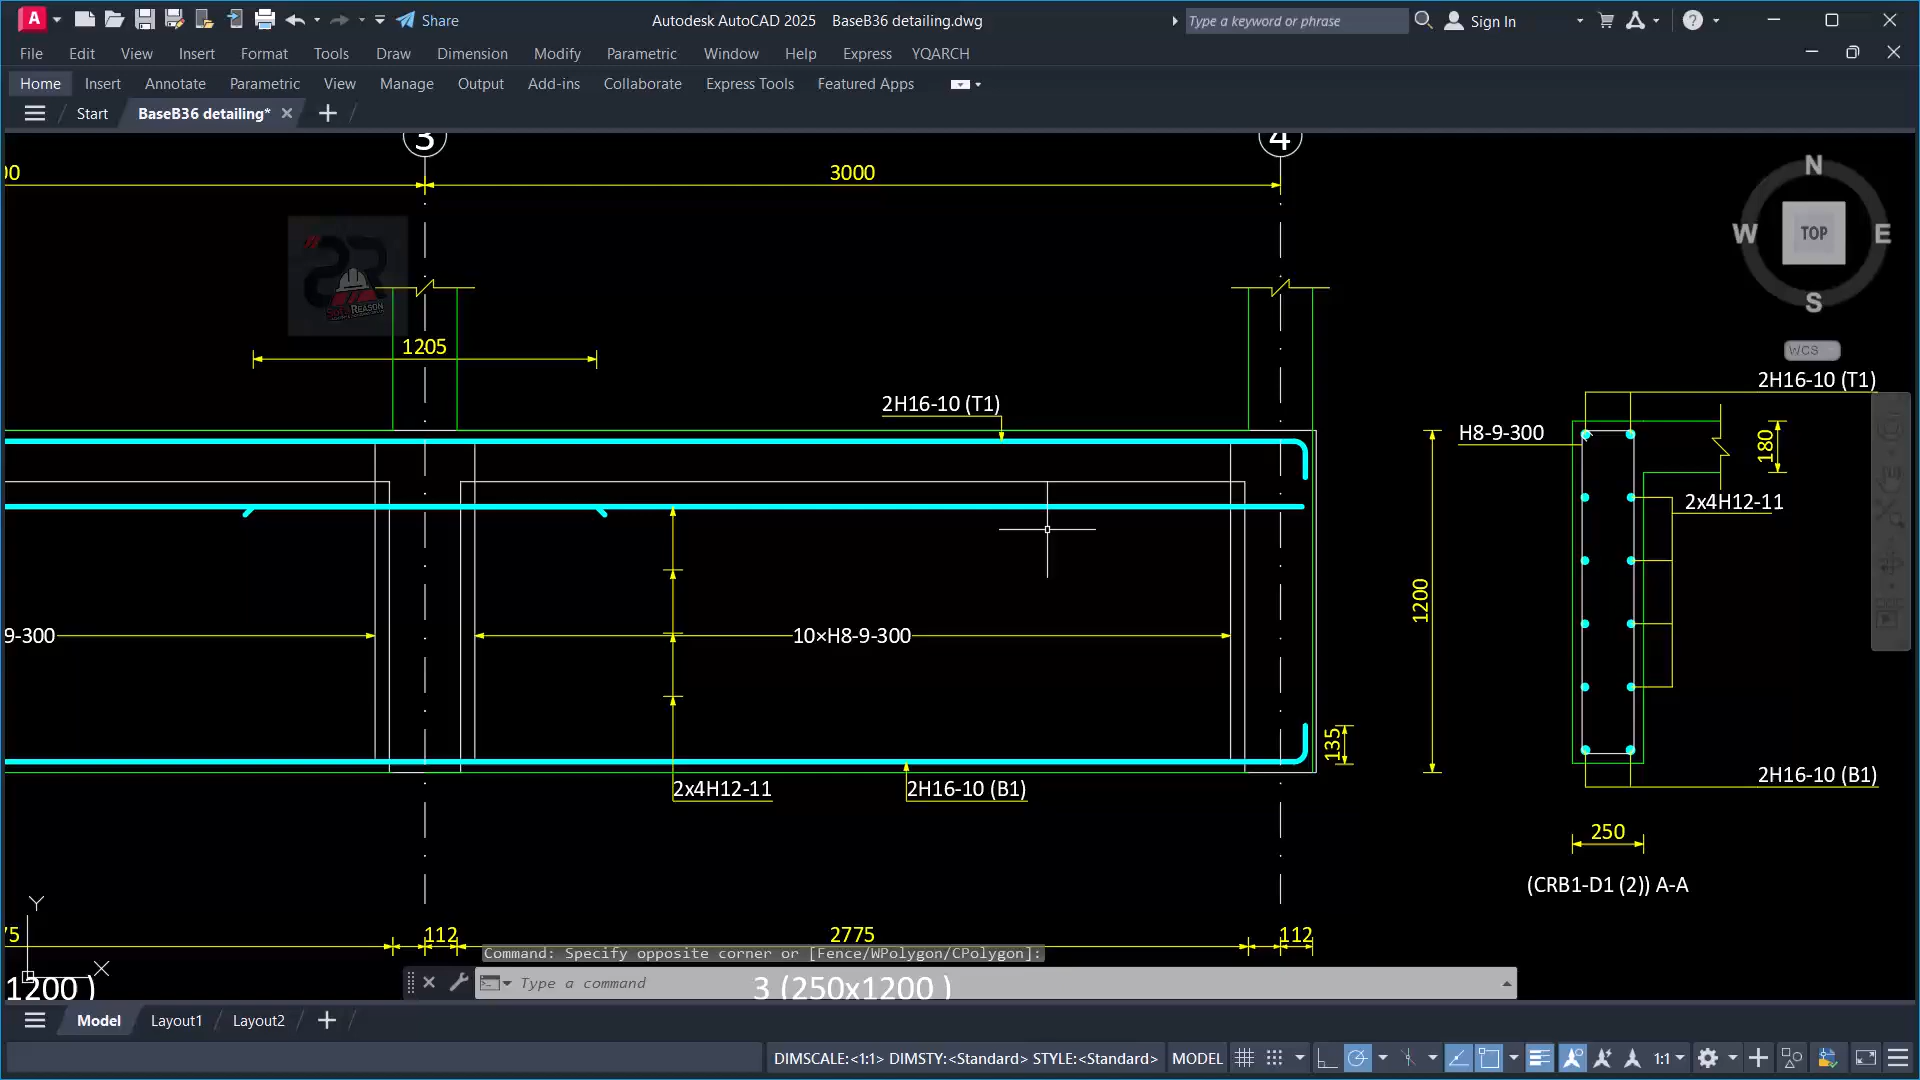 A Share Autodesk AutoCAD 2025 BaseB36 detailing.dwg Type a keyword or phrase Sign In
File Edit View Insert Format Tools Draw Dimension Modify Parametric Window Help Express YQARCH
Home Insert Annotate Parametric View Manage Output Add-ins Collaborate Express Tools Featured Apps
Start BaseB36 detailing*
3 4
N
W TOP E
S
WCS
00 3000
REASON
1205
2H16-10 (T1)
2H16-10 (T1)
H8-9-300
180
2x4H12-11
1200
9-300
10×H8-9-300
135
2x4H12-11
2H16-10 (B1)
2H16-10 (B1)
250
(CRB1-D1 (2)) A-A
Y
X
75 112 2775 112
Command: Specify opposite corner or [Fence/WPolygon/CPolygon]:
1200 ) Type a command 3 (250x1200 )
Model Layout1 Layout2
DIMSCALE:<1:1> DIMSTY:<Standard> STYLE:<Standard> MODEL 1:1